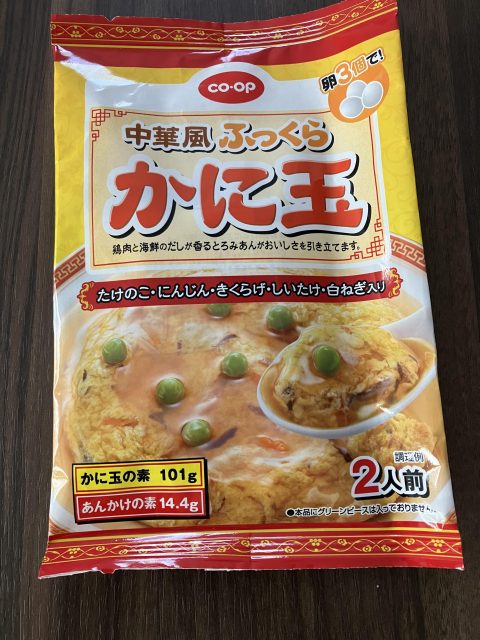 co·op
卵3個で!
中華風 ふっくら
かに玉
鶏肉と海鮮のだしが香るとろみあんがおいしさを引き立てます。
たけのこ・にんじん・きくらげ・しいたけ・白ねぎ入り
かに玉の素 101g
あんかけの素 14.4g
調理例
2人前
●本品にグリーンピースは入っておりません。